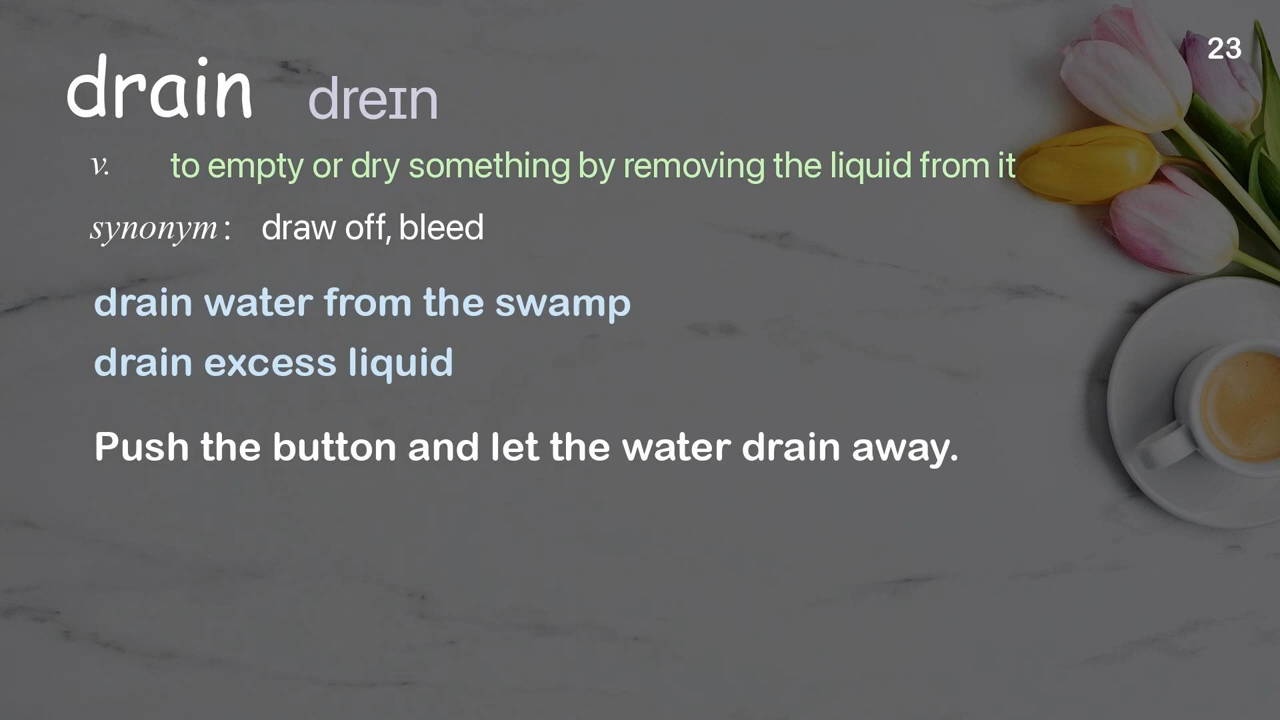 23
drain dreɪn
v. to empty or dry something by removing the liquid from it
synonym: draw off, bleed
drain water from the swamp
drain excess liquid
Push the button and let the water drain away.